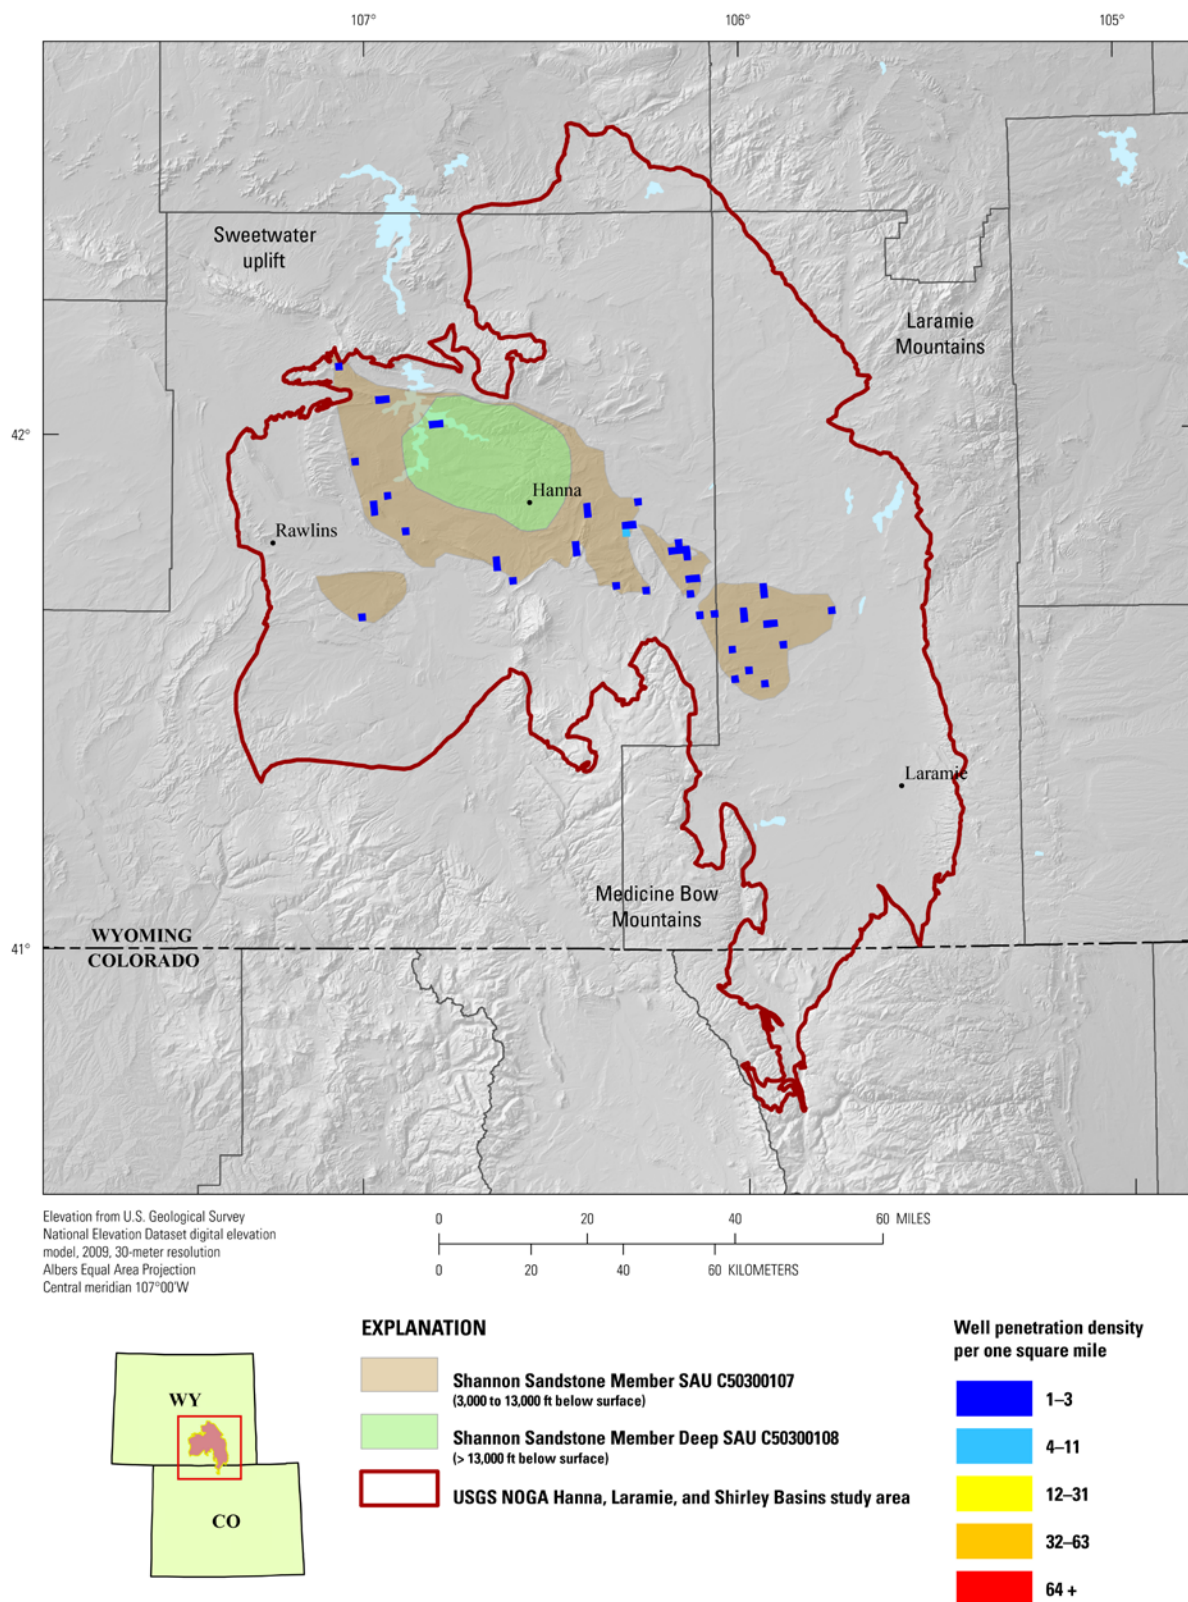 107°
106°
105°
Sweetwater
uplift
Laramie
Mountains
42°
Hanna
Rawlins
Laramie
Medicine Bow
Mountains
41°
WYOMING
COLORADO
Elevation from U.S. Geological Survey
National Elevation Dataset digital elevation
model, 2009, 30-meter resolution
Albers Equal Area Projection
Central meridian 107°00'W
0 20 40 60 MILES
0 20 40 60 KILOMETERS
EXPLANATION
Shannon Sandstone Member SAU C50300107
(3,000 to 13,000 ft below surface)
Shannon Sandstone Member Deep SAU C50300108
(> 13,000 ft below surface)
USGS NOGA Hanna, Laramie, and Shirley Basins study area
Well penetration density
per one square mile
1–3
4–11
12–31
32–63
64 +
WY
CO